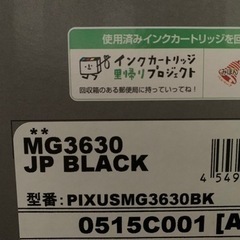 使用済みインクカートリッジを回
インクカートリッジ
里帰りプロジェクト
回収箱のある郵便局に持っていってね!
**
MG3630
JP BLACK
4549
型番:PIXUSMG3630BK
0515C001 [A